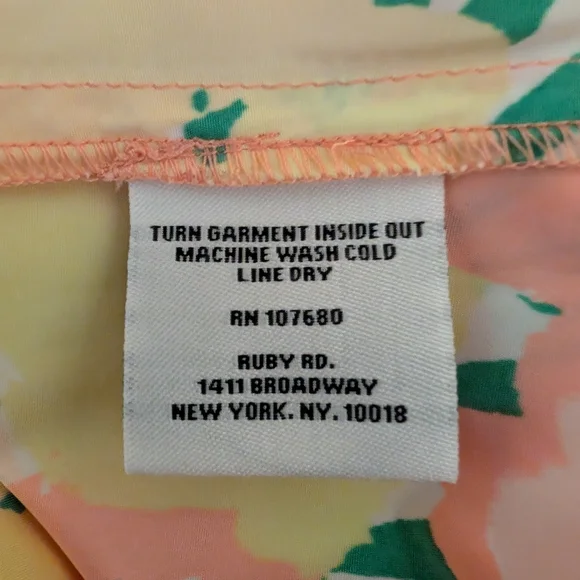 TURN GARMENT INSIDE OUT
MACHINE WASH COLD
LINE DRY
RN 107680
RUBY RD.
1411 BROADWAY
NEW YORK. NY. 10018